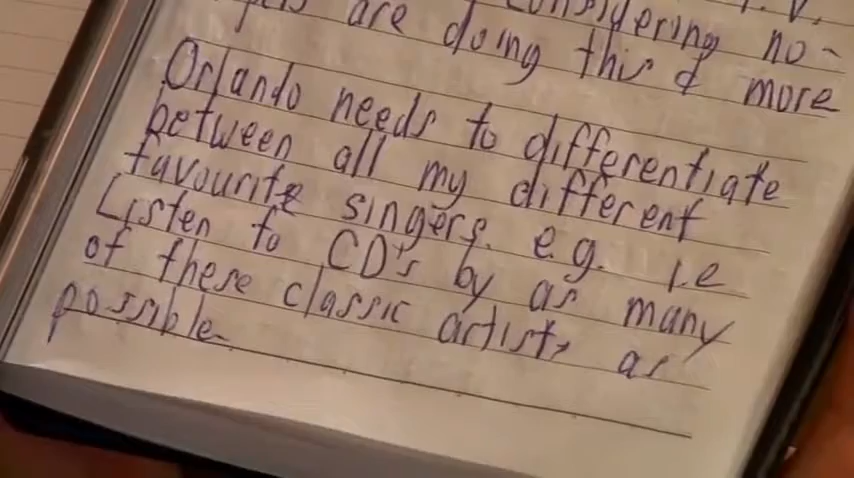 considering T.V.
are doing this & more
no-
Orlando needs to differentiate
between all my different
favourite singers. e.g. i.e
Listen to CD's by as many
of these classic artists as
possible